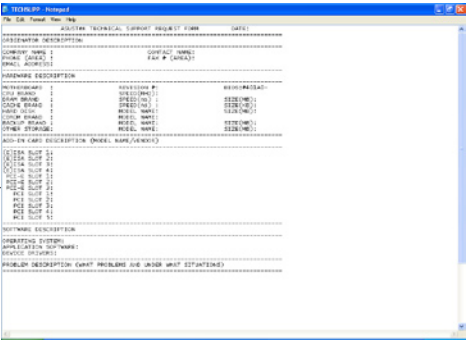 TECHSUPP - Notepad
File Edit Format View Help
ASUSTEK TECHNICAL SUPPORT REQUEST FORM DATE:
ORIGINATOR DESCRIPTION
COMPANY NAME : CONTACT NAME:
PHONE (AREA) : FAX # (AREA):
EMAIL ADDRESS:
HARDWARE DESCRIPTION
MOTHERBOARD : REVISION #:
CPU BRAND : SPEED(MHZ):
DRAM BRAND : SPEED(ns) : SIZE(MB):
CACHE BRAND : SPEED(ns) : SIZE(KB):
HARD DISK : MODEL NAME: SIZE(MB):
CDROM BRAND : MODEL NAME:
BACKUP BRAND : MODEL NAME: SIZE(MB):
OTHER STORAGE: MODEL NAME: SIZE(MB):
ADD-IN CARD DESCRIPTION (MODEL NAME/VENDOR)
(E)ISA SLOT 1:
(E)ISA SLOT 2:
(E)ISA SLOT 3:
(E)ISA SLOT 4:
PCI-E SLOT 1:
PCI-E SLOT 2:
PCI-E SLOT 3:
PCI SLOT 1:
PCI SLOT 2:
PCI SLOT 3:
PCI SLOT 4:
PCI SLOT 5:
SOFTWARE DESCRIPTION
OPERATING SYSTEM:
APPLICATION SOFTWARE:
DEVICE DRIVERS:
PROBLEM DESCRIPTION (WHAT PROBLEMS AND UNDER WHAT SITUATIONS)